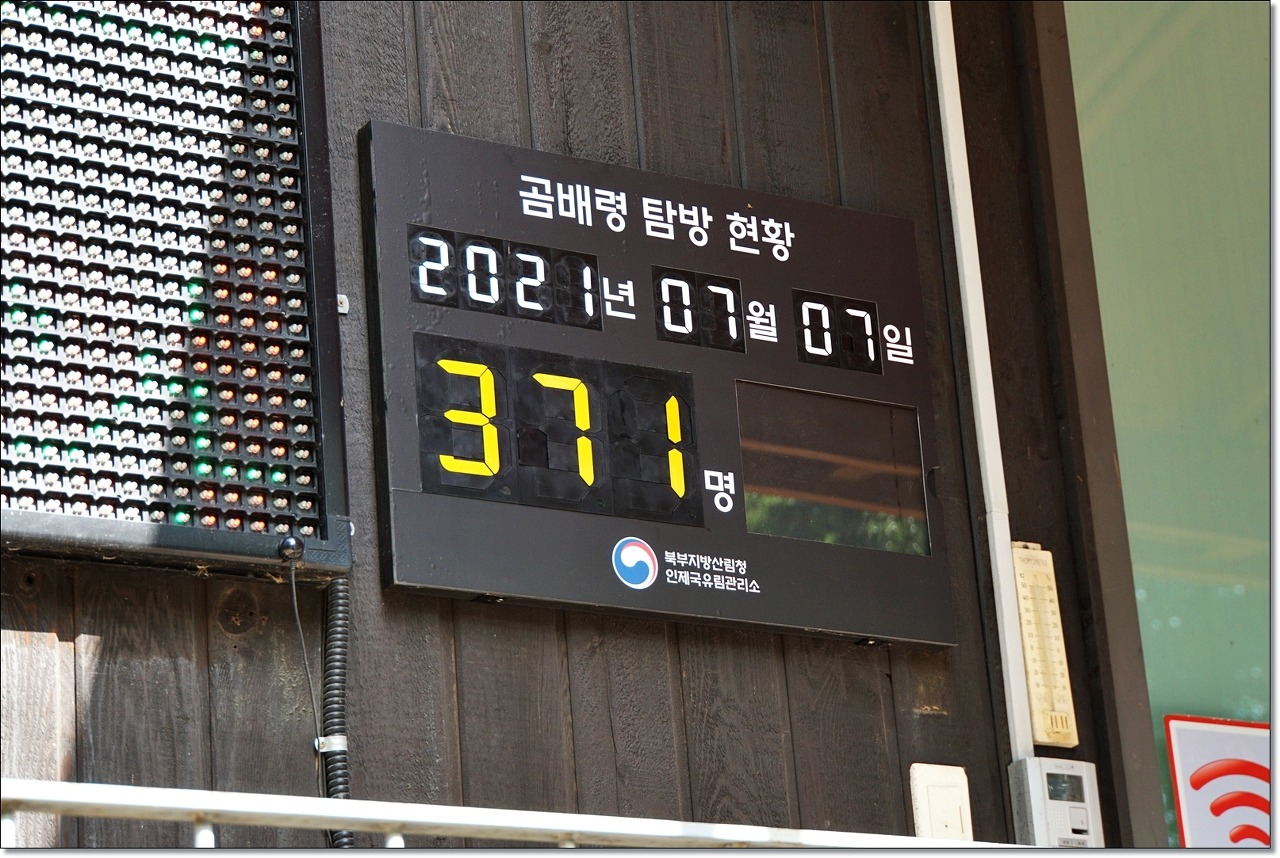 곰배령 탐방 현황
2021년 07월 07일
371명
북부지방산림청
인제국유림관리소